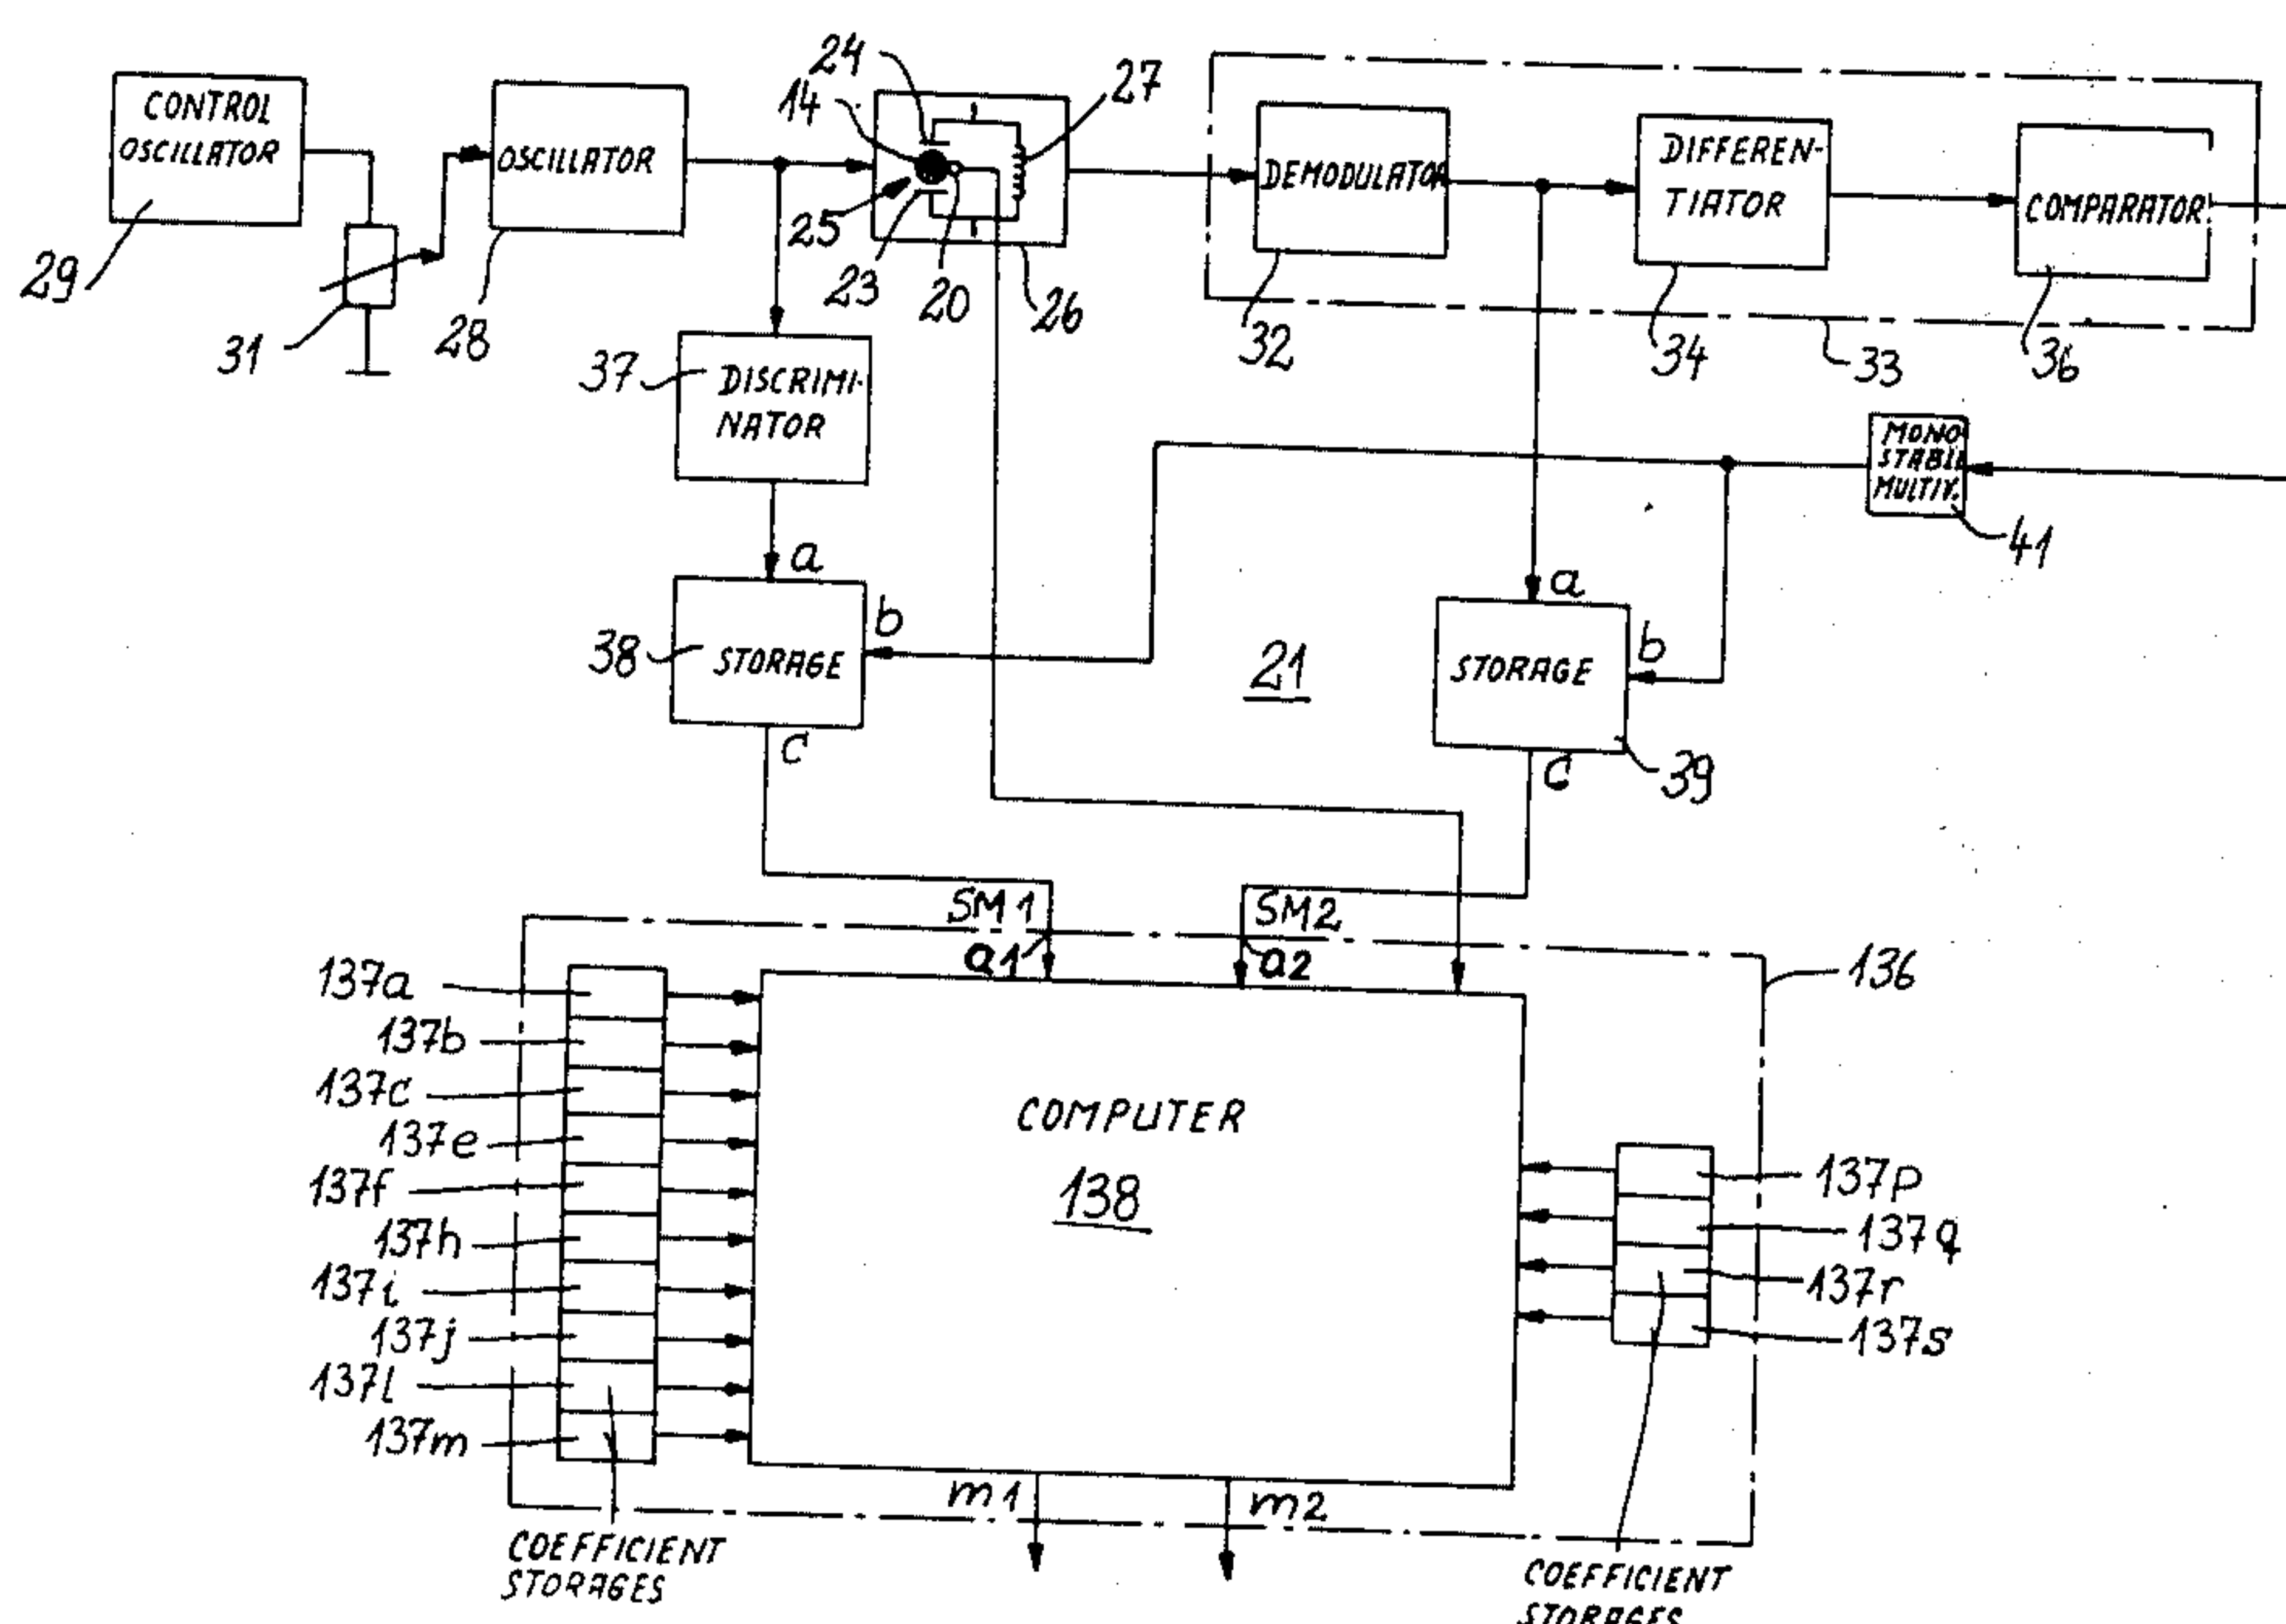 CONTROL
OSCILLATOR
29
31
OSCILLATOR
28
24
14
25
23
20
26
27
DEMODULATOR
32
DIFFEREN-
TIATOR
34
COMPARATOR
36
33
37
DISCRIMI-
NATOR
MONO
STABIL
MULTIV.
41
a
38
STORAGE
b
c
21
a
STORAGE
b
c
39
SM1
a1
SM2
a2
136
137a
137b
137c
137e
137f
137h
137i
137j
137l
137m
COMPUTER
138
137p
137q
137r
137s
m1
m2
COEFFICIENT
STORAGES
COEFFICIENT
STORAGES